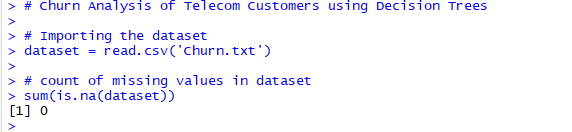 > # Churn Analysis of Telecom Customers using Decision Trees
>
> # Importing the dataset
> dataset = read.csv('Churn.txt')
>
> # count of missing values in dataset
> sum(is.na(dataset))
[1] 0
>